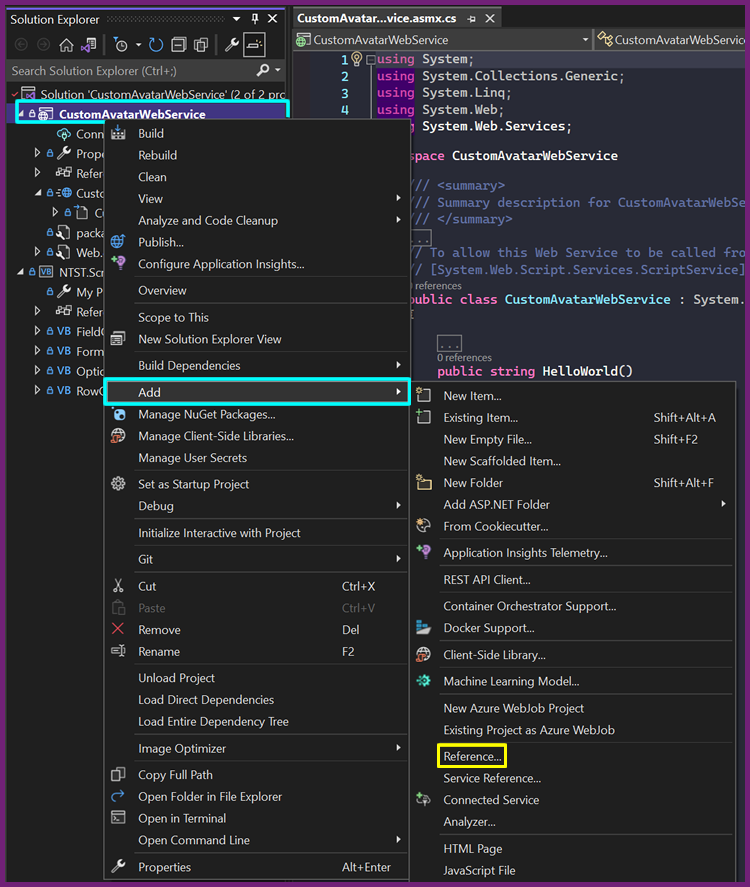 Solution Explorer
Search Solution Explorer (Ctrl+;)
Solution 'CustomAvatarWebService' (2 of 2 pro
CustomAvatarWebService
Conn
Prope
Refer
Custo
Cu
packa
Web.
NTST.Scri
My P
Refer
FieldO
Form
Optio
RowO
Build
Rebuild
Clean
View
Analyze and Code Cleanup
Publish...
Configure Application Insights...
Overview
Scope to This
New Solution Explorer View
Build Dependencies
Add
Manage NuGet Packages...
Manage Client-Side Libraries...
Manage User Secrets
Set as Startup Project
Debug
Initialize Interactive with Project
Git
Cut Ctrl+X
Paste Ctrl+V
Remove Del
Rename F2
Unload Project
Load Direct Dependencies
Load Entire Dependency Tree
Image Optimizer
Copy Full Path
Open Folder in File Explorer
Open in Terminal
Open Command Line
Properties Alt+Enter
CustomAvatar...vice.asmx.cs
CustomAvatarWebService CustomAvatarWebService
1 using System;
2 using System.Collections.Generic;
3 using System.Linq;
4 using System.Web;
System.Web.Services;
pace CustomAvatarWebService
/// <summary>
/// Summary description for CustomAvatarWebSe
/// </summary>
...
// To allow this Web Service to be called fro
// [System.Web.Script.Services.ScriptService]
0 references
public class CustomAvatarWebService : System.
{
...
0 references
public string HelloWorld()
New Item...
Existing Item... Shift+Alt+A
New Empty File... Shift+F2
New Scaffolded Item...
New Folder Shift+Alt+F
Add ASP.NET Folder
From Cookiecutter...
Application Insights Telemetry...
REST API Client...
Container Orchestrator Support...
Docker Support...
Client-Side Library...
Machine Learning Model...
New Azure WebJob Project
Existing Project as Azure WebJob
Reference...
Service Reference...
Connected Service
Analyzer...
HTML Page
JavaScript File